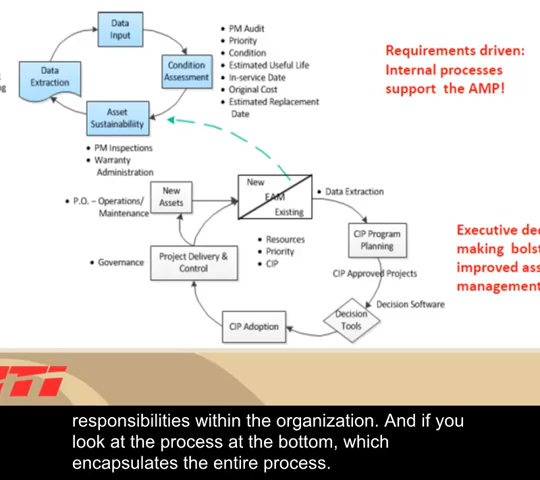 Data
Input
• PM Audit
• Priority
• Condition
• Estimated Useful Life
• In-service Date
• Original Cost
• Estimated Replacement
Date
Requirements driven:
Internal processes
support the AMP!
Data
Extraction
Condition
Assessment
Asset
Sustainability
• PM Inspections
• Warranty
Administration
• P.O. – Operations/
Maintenance
New
Assets
New
EAM
Existing
• Data Extraction
• Resources
• Priority
• CIP
CIP Program
Planning
Executive
making
improved
management
• Governance
Project Delivery &
Control
CIP Approved Projects
Decision Software
Decision
Tools
CIP Adoption
responsibilities within the organization. And if you
look at the process at the bottom, which
encapsulates the entire process.